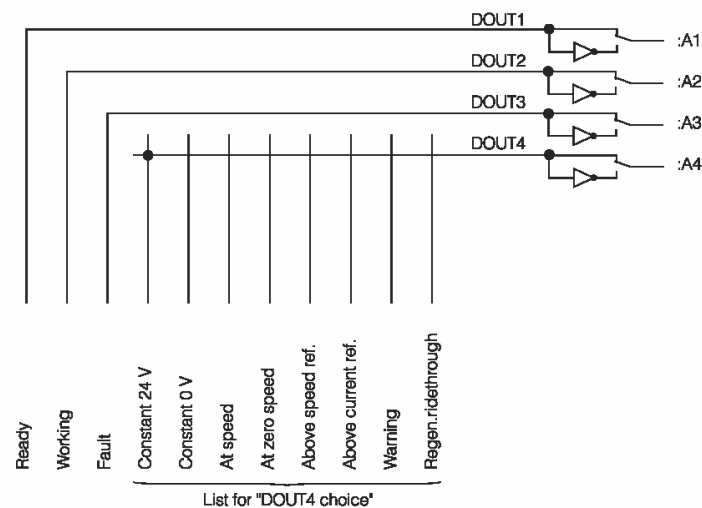 DOUT1
:A1
DOUT2
:A2
DOUT3
:A3
DOUT4
:A4
Ready
Working
Fault
Constant 24 V
Constant 0 V
At speed
At zero speed
Above speed ref.
Above current ref.
Warning
Regen.ridethrough
List for "DOUT4 choice"